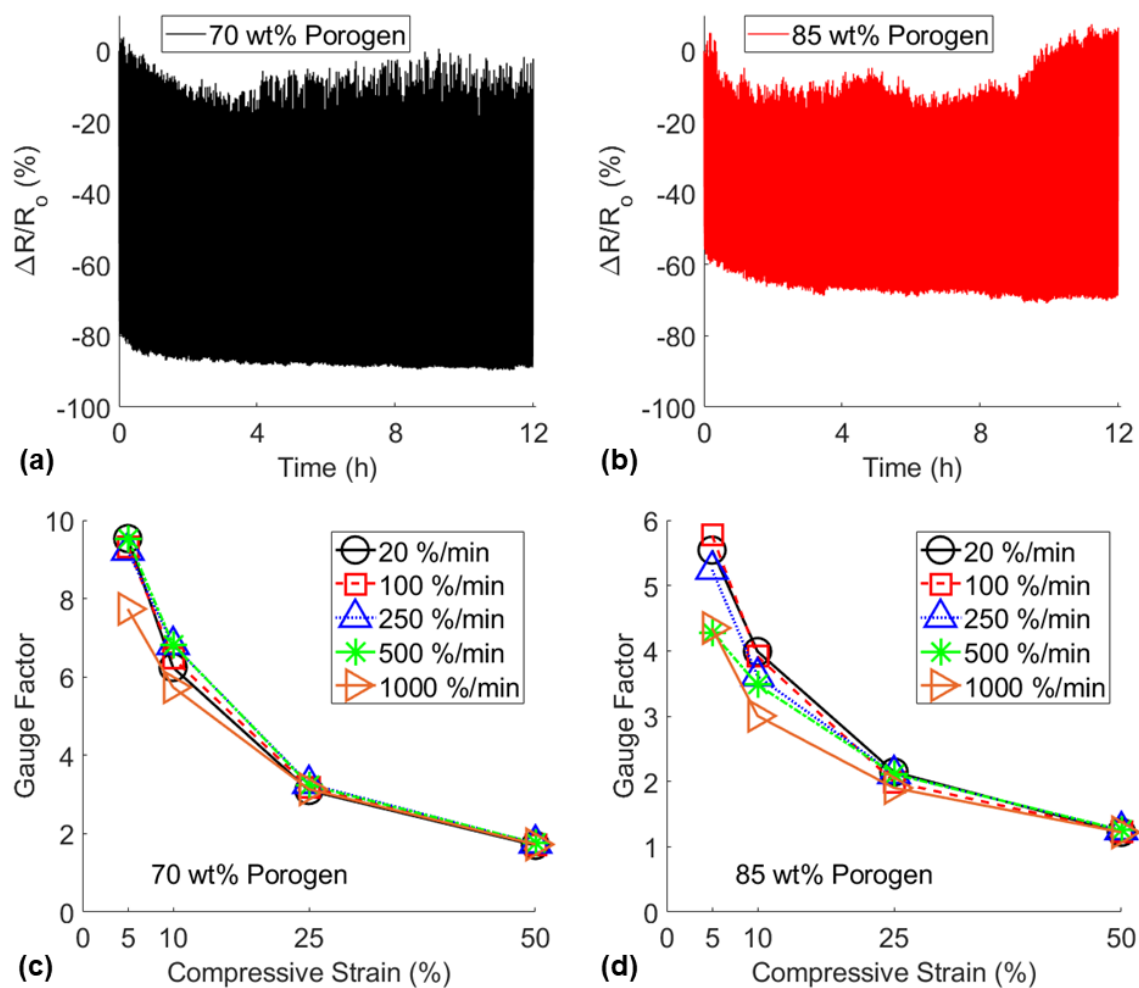 70 wt% Porogen
0
-20
-40
-60
-80
-100
ΔR/Ro (%)
0 4 8 12
Time (h)
(a)
85 wt% Porogen
0
-20
-40
-60
-80
-100
ΔR/Ro (%)
0 4 8 12
Time (h)
(b)
10
8
6
4
2
0
Gauge Factor
20 %/min
100 %/min
250 %/min
500 %/min
1000 %/min
70 wt% Porogen
0 5 10 25 50
Compressive Strain (%)
(c)
6
5
4
3
2
1
0
Gauge Factor
20 %/min
100 %/min
250 %/min
500 %/min
1000 %/min
85 wt% Porogen
0 5 10 25 50
Compressive Strain (%)
(d)